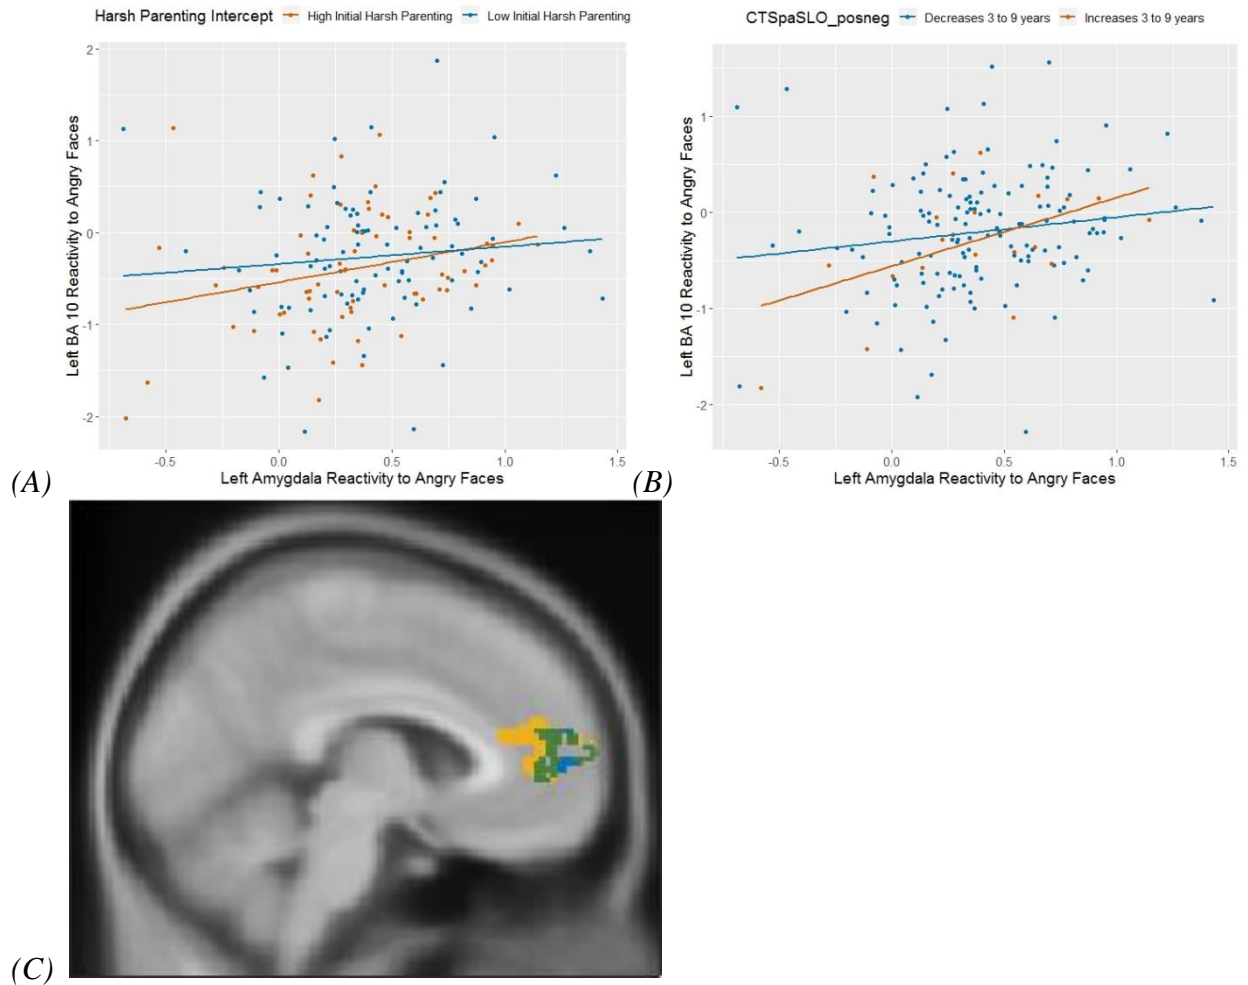 Harsh Parenting Intercept High Initial Harsh Parenting Low Initial Harsh Parenting
2
1
0
-1
-2
Left BA 10 Reactivity to Angry Faces
-0.5 0.0 0.5 1.0 1.5
Left Amygdala Reactivity to Angry Faces
(A)
CTSpaSLO_posneg Decreases 3 to 9 years Increases 3 to 9 years
1
0
-1
-2
Left BA 10 Reactivity to Angry Faces
-0.5 0.0 0.5 1.0 1.5
Left Amygdala Reactivity to Angry Faces
(B)
(C)